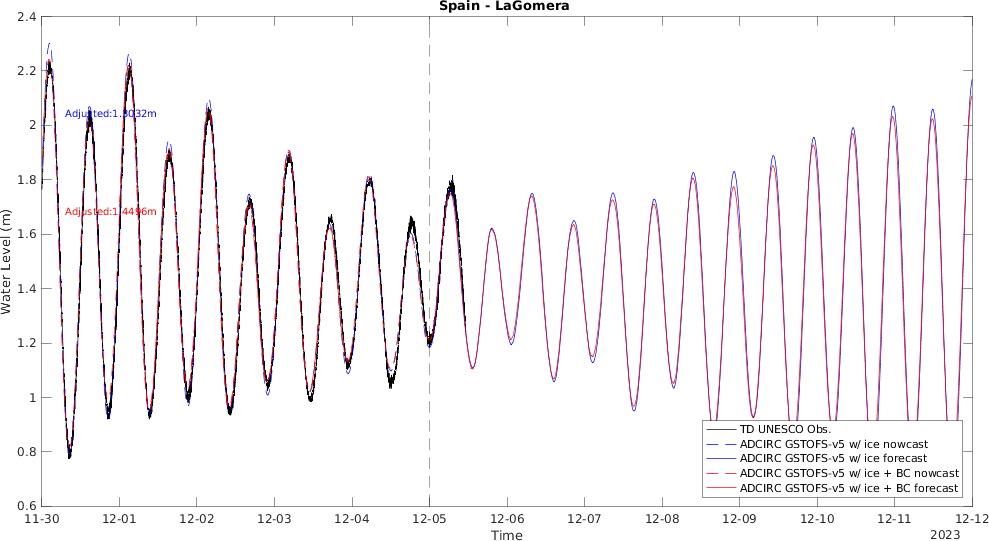 Spain - LaGomera
2.4
2.2
2
1.8
1.6
1.4
1.2
1
0.8
0.6
Water Level (m)
Adjusted:1.3032m
Adjusted:1.4496m
TD UNESCO Obs.
ADCIRC GSTOFS-v5 w/ ice nowcast
ADCIRC GSTOFS-v5 w/ ice forecast
ADCIRC GSTOFS-v5 w/ ice + BC nowcast
ADCIRC GSTOFS-v5 w/ ice + BC forecast
11-30 12-01 12-02 12-03 12-04 12-05 12-06 12-07 12-08 12-09 12-10 12-11 12-12
Time
2023